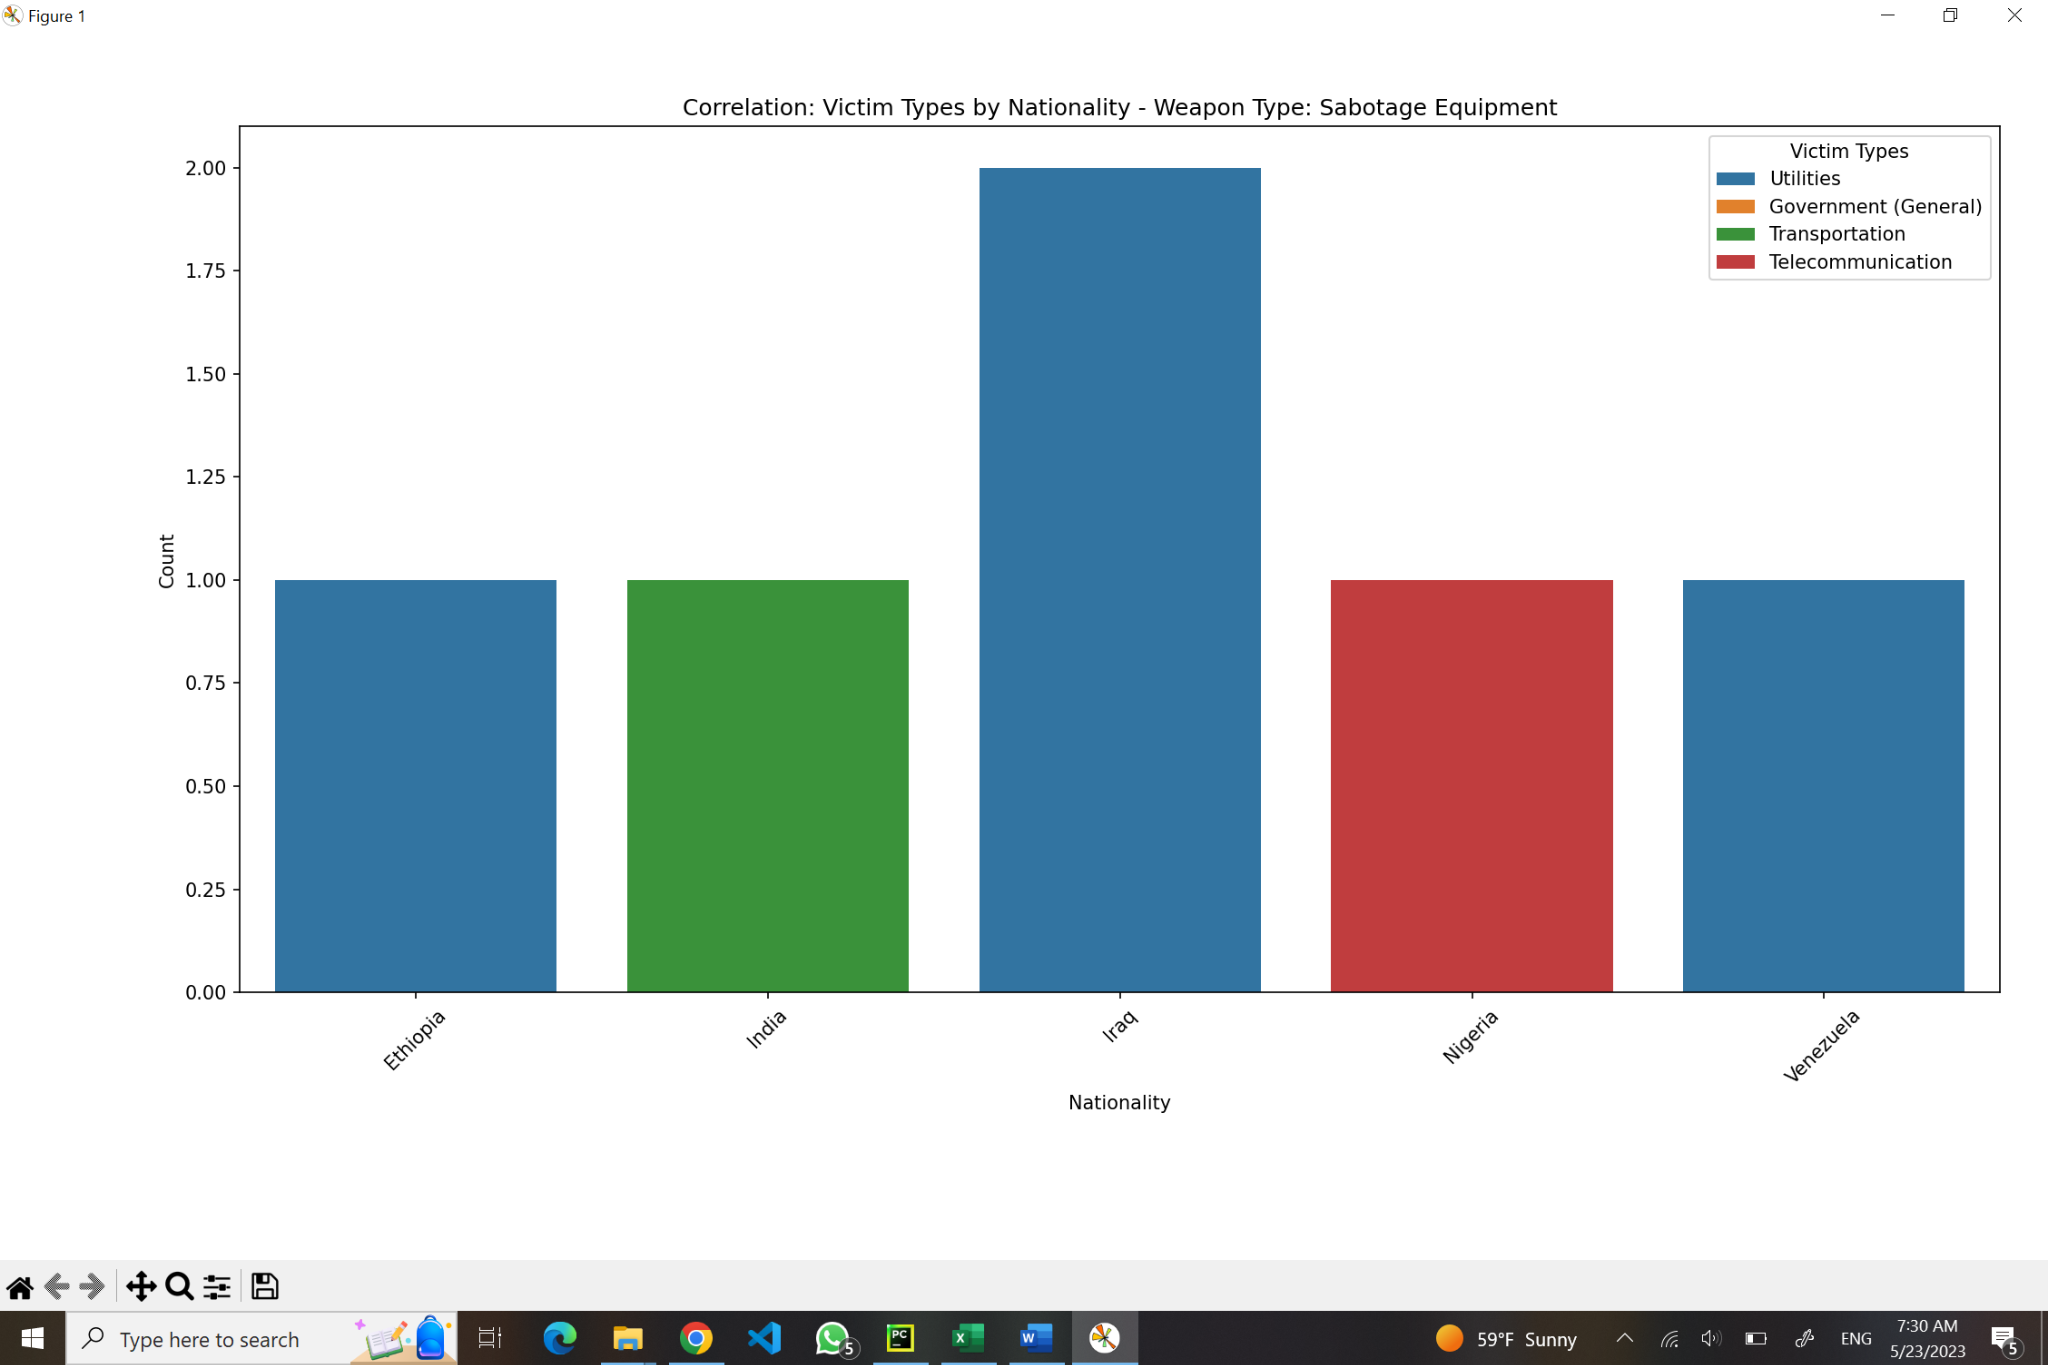 Figure 1
Correlation: Victim Types by Nationality - Weapon Type: Sabotage Equipment
Victim Types
Utilities
Government (General)
Transportation
Telecommunication
2.00
1.75
1.50
1.25
1.00
0.75
0.50
0.25
0.00
Count
Ethiopia
India
Iraq
Nigeria
Venezuela
Nationality
Type here to search
5
PC
X
W
59°F Sunny
ENG
7:30 AM
5/23/2023
5